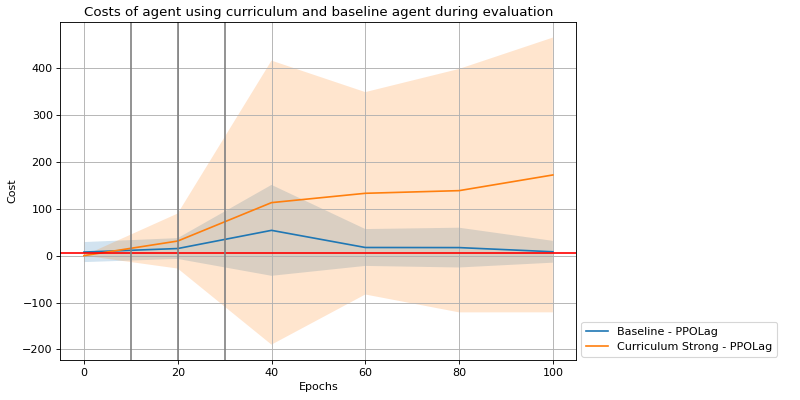 Costs of agent using curriculum and baseline agent during evaluation
Cost
400
300
200
100
0
−100
−200
0 20 40 60 80 100
Epochs
Baseline - PPOLag
Curriculum Strong - PPOLag